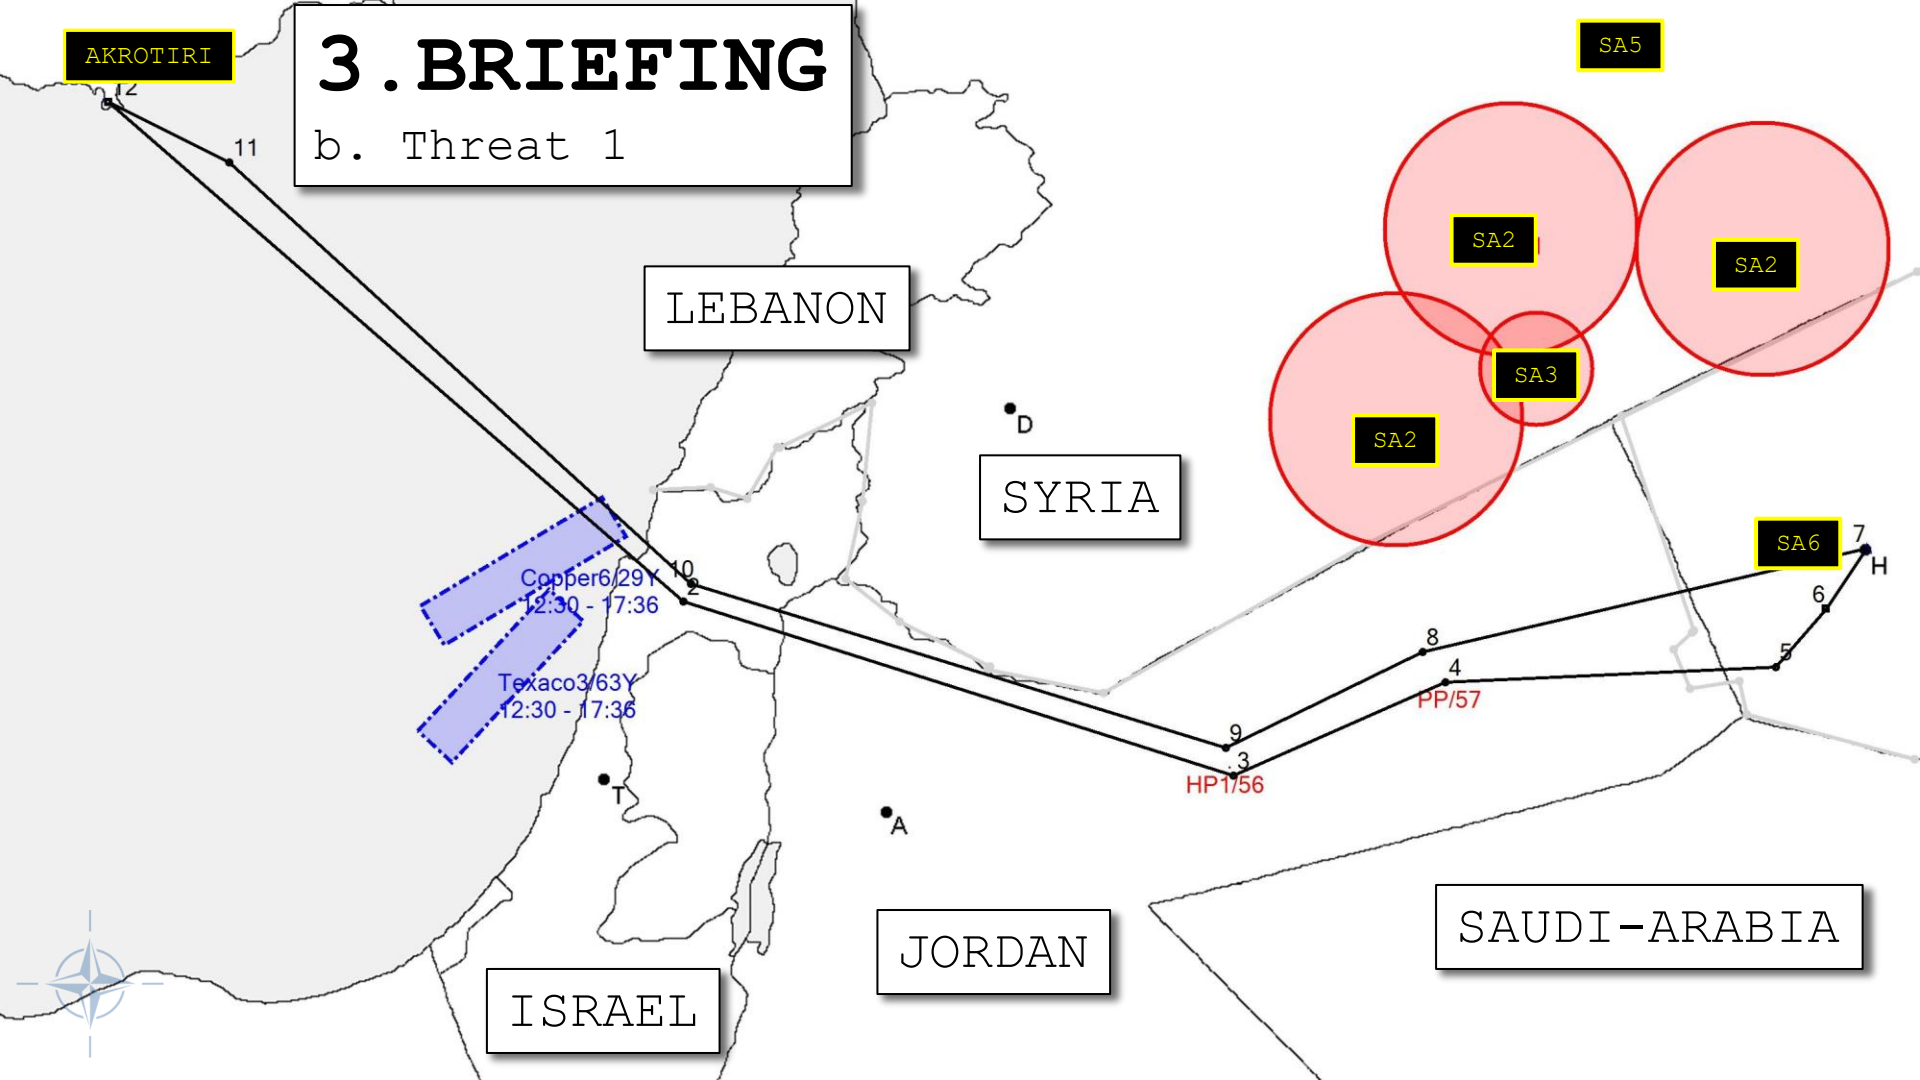 AKROTIRI
3.BRIEFING
b. Threat 1
SA5
12
11
SA2
SA2
LEBANON
SA3
D
SA2
SYRIA
SA6
7
H
10
Copper6/29Y
2
12:30 - 17:36
6
8
5
4
Texaco3/63Y
PP/57
12:30 - 17:36
9
3
HP1/56
T
A
SAUDI-ARABIA
JORDAN
ISRAEL